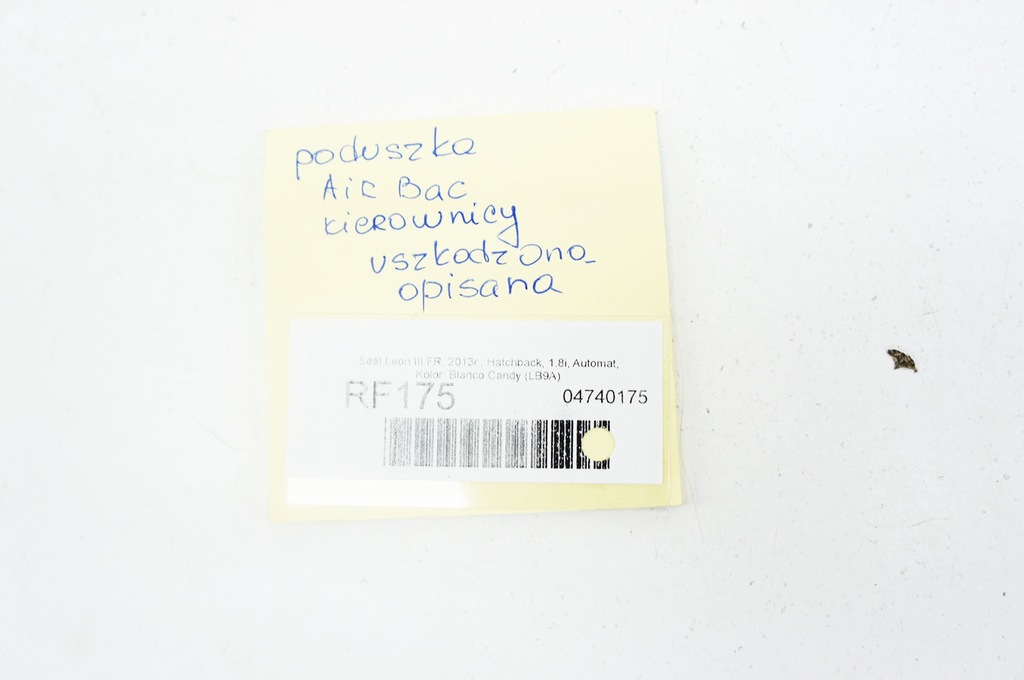 poduszka
Air Bac
kierownicy
uszkodzona
opisana
Seat Leon III FR, 2013r., Hatchback, 1.8i, Automat,
Kolor: Blanco Candy (LB9A)
RF175
04740175